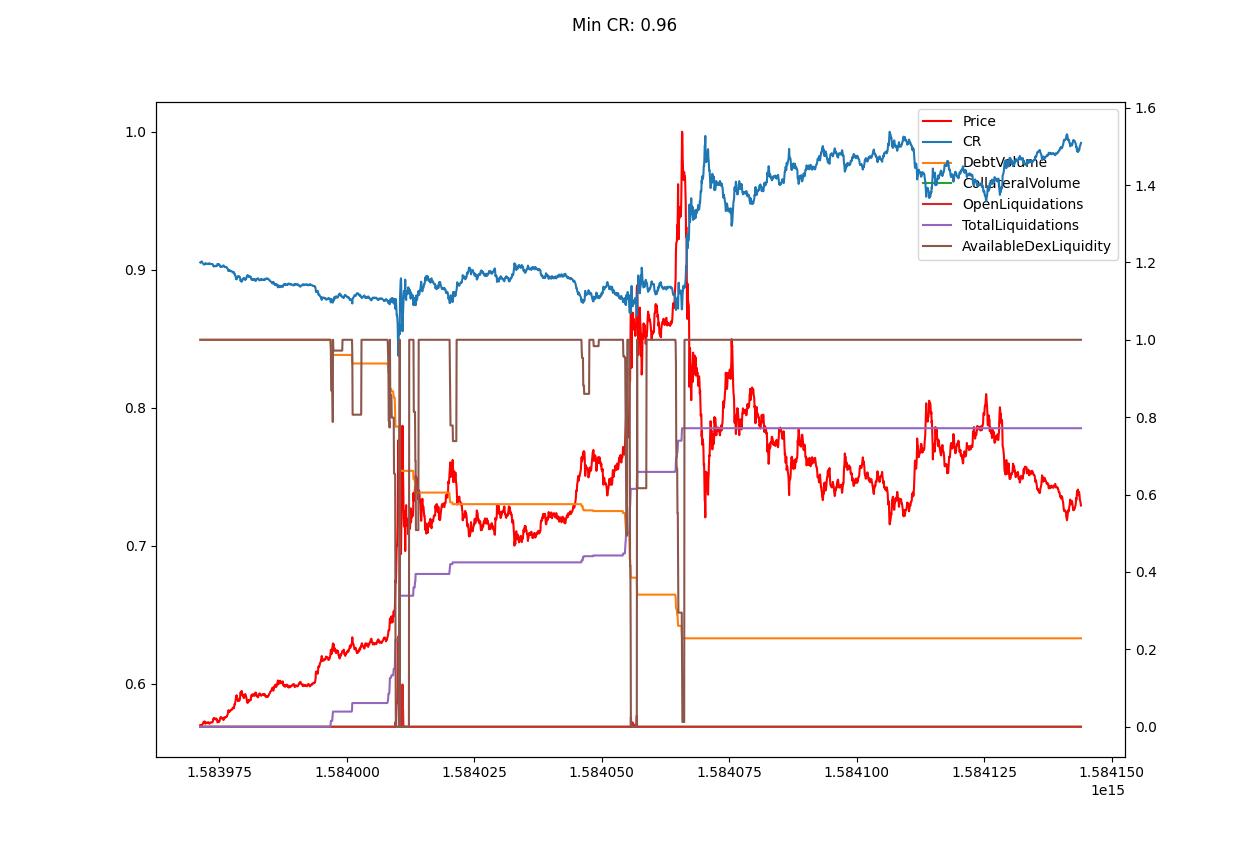 Min CR: 0.96
1.0
0.9
0.8
0.7
0.6
1.6
1.4
1.2
1.0
0.8
0.6
0.4
0.2
0.0
Price
CR
DebtVolume
CollateralVolume
OpenLiquidations
TotalLiquidations
AvailableDexLiquidity
1.583975 1.584000 1.584025 1.584050 1.584075 1.584100 1.584125 1.584150
1e15